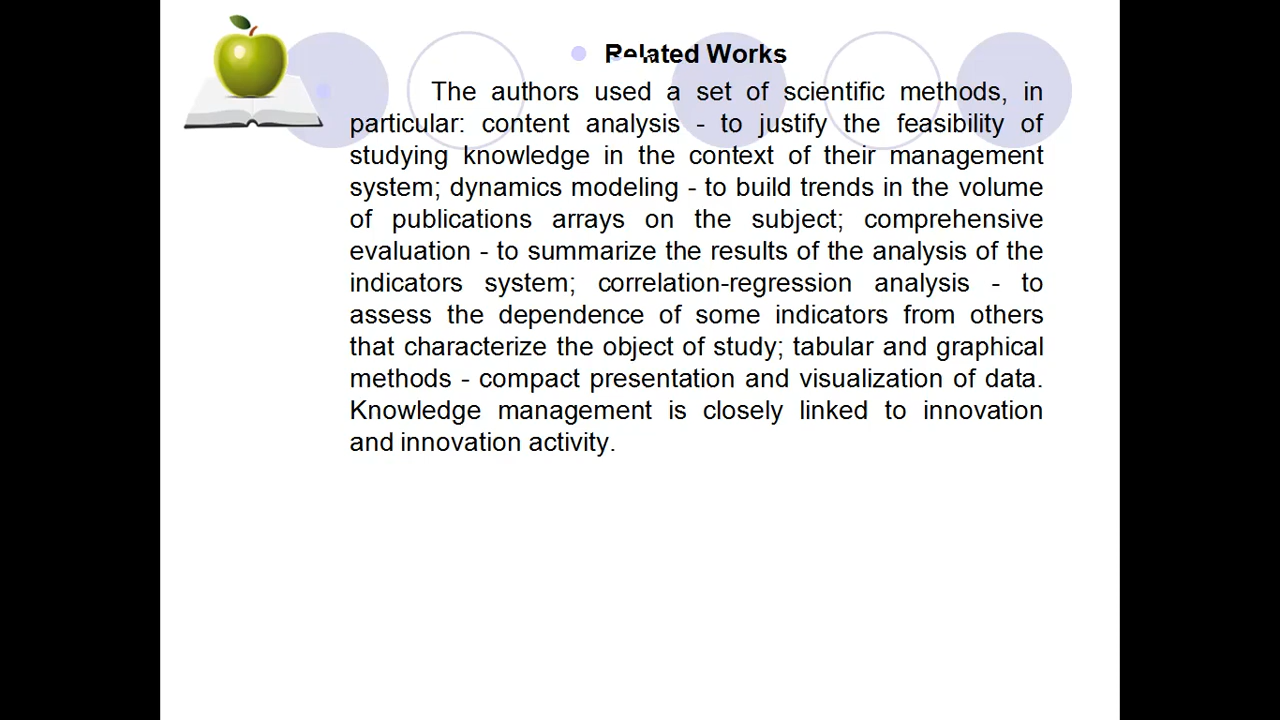 Related Works
The authors used a set of scientific methods, in
particular: content analysis - to justify the feasibility of
studying knowledge in the context of their management
system; dynamics modeling - to build trends in the volume
of publications arrays on the subject; comprehensive
evaluation - to summarize the results of the analysis of the
indicators system; correlation-regression analysis - to
assess the dependence of some indicators from others
that characterize the object of study; tabular and graphical
methods - compact presentation and visualization of data.
Knowledge management is closely linked to innovation
and innovation activity.